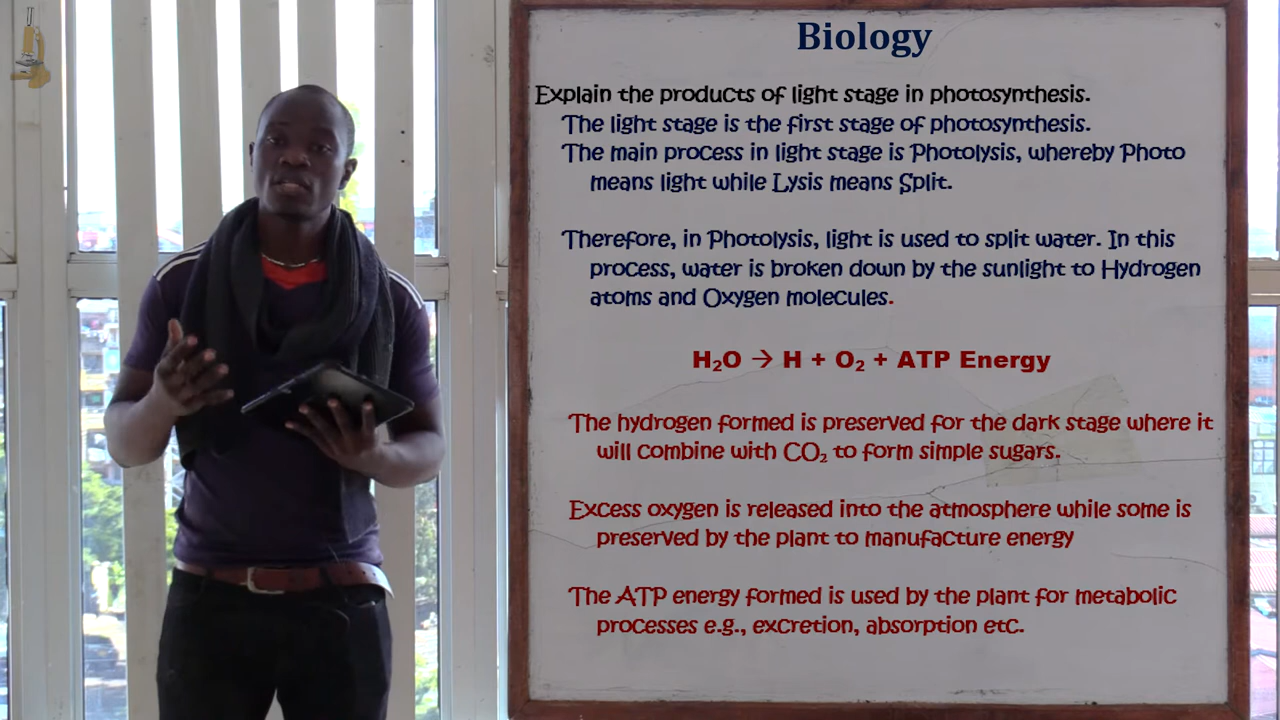 Biology
Explain the products of light stage in photosynthesis.
The light stage is the first stage of photosynthesis.
The main process in light stage is Photolysis, whereby Photo
means light while Lysis means Split.
Therefore, in Photolysis, light is used to split water. In this
process, water is broken down by the sunlight to Hydrogen
atoms and Oxygen molecules.
H₂O → H + O₂ + ATP Energy
The hydrogen formed is preserved for the dark stage where it
will combine with CO₂ to form simple sugars.
Excess oxygen is released into the atmosphere while some is
preserved by the plant to manufacture energy
The ATP energy formed is used by the plant for metabolic
processes e.g., excretion, absorption etc.